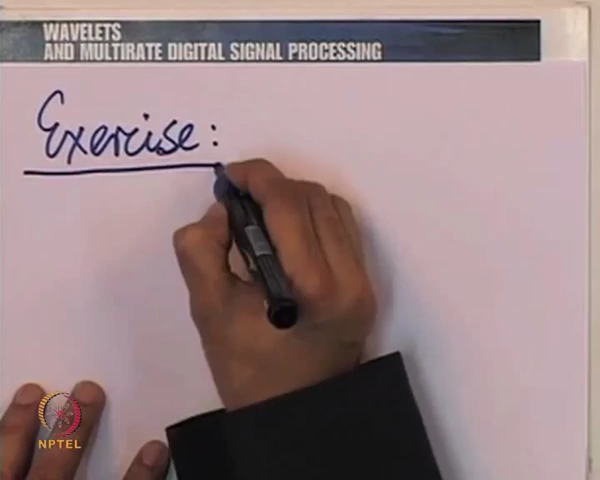 WAVELETS
AND MULTIRATE DIGITAL SIGNAL PROCESSING
Exercise:
NPTEL